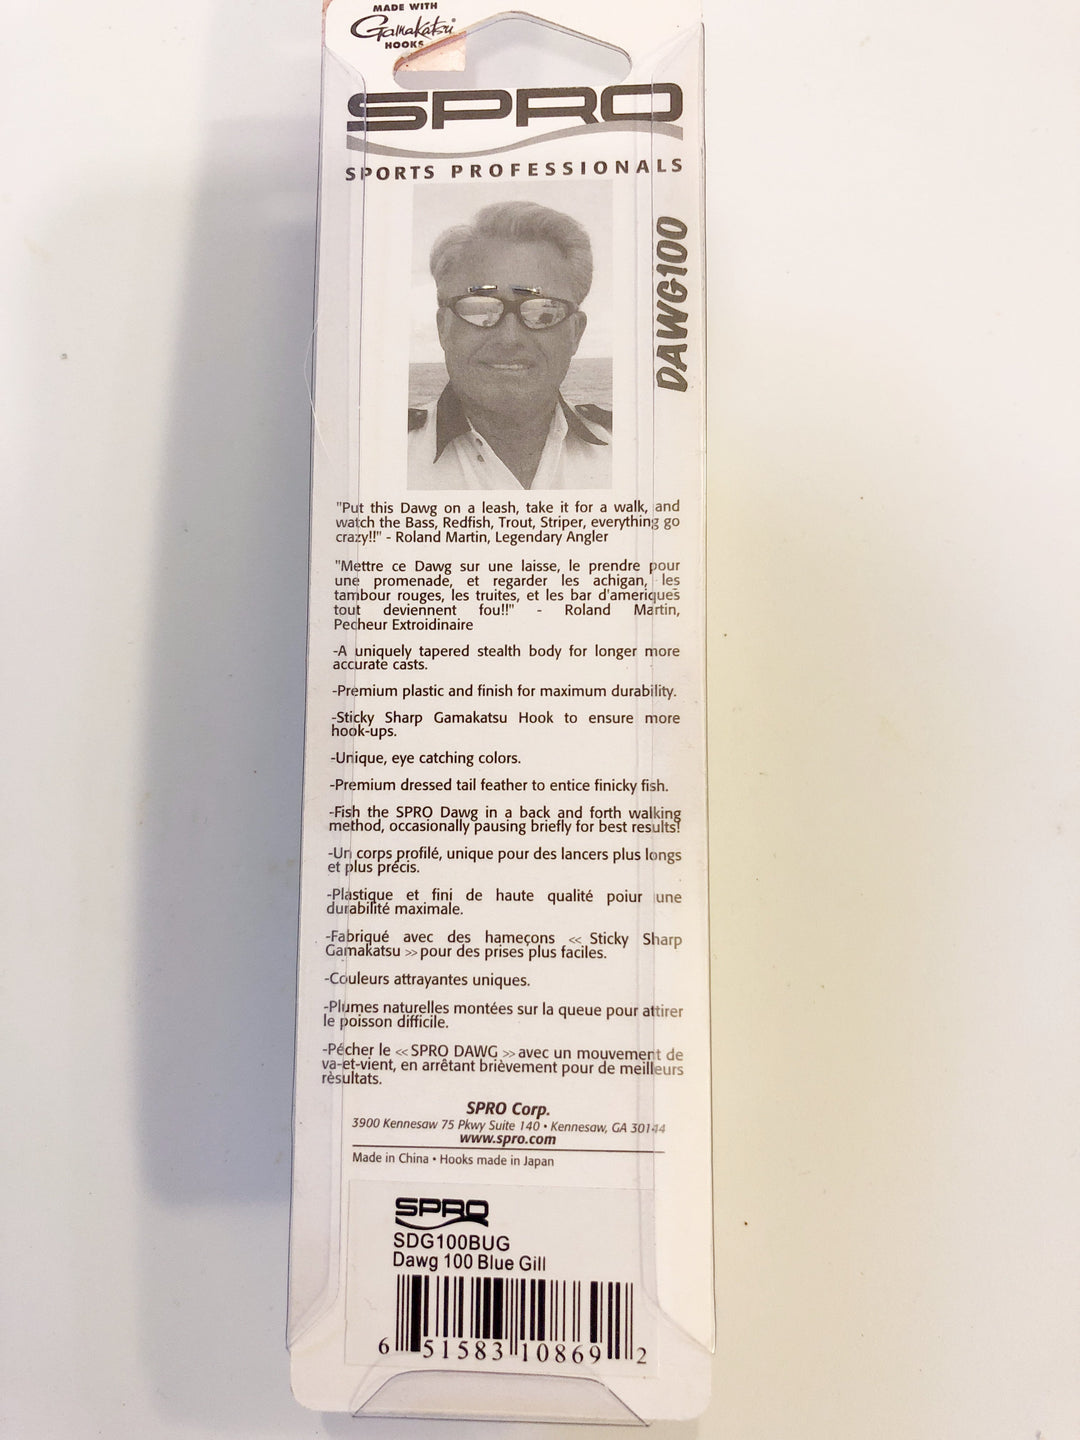 MADE WITH
Gamakatsu
HOOKS
SPRO
SPORTS PROFESSIONALS
DAWG100
"Put this Dawg on a leash, take it for a walk, and
watch the Bass, Redfish, Trout, Striper, everything go
crazy!!" - Roland Martin, Legendary Angler
"Mettre ce Dawg sur une laisse, le prendre pour
une promenade, et regarder les achigan, les
tambour rouges, les truites, et les bar d'ameriques
tout deviennent fou!!" - Roland Martin,
Pecheur Extroidinaire
-A uniquely tapered stealth body for longer more
accurate casts.
-Premium plastic and finish for maximum durability.
-Sticky Sharp Gamakatsu Hook to ensure more
hook-ups.
-Unique, eye catching colors.
-Premium dressed tail feather to entice finicky fish.
-Fish the SPRO Dawg in a back and forth walking
method, occasionally pausing briefly for best results!
-Un corps profilé, unique pour des lancers plus longs
et plus précis.
-Plastique et fini de haute qualité poiur une
durabilité maximale.
-Fabriqué avec des hameçons << Sticky Sharp
Gamakatsu >> pour des prises plus faciles.
-Couleurs attrayantes uniques.
-Plumes naturelles montées sur la queue pour attirer
le poisson difficile.
-Pécher le << SPRO DAWG >> avec un mouvement de
va-et-vient, en arrêtant brièvement pour de meilleurs
rèsultats.
SPRO Corp.
3900 Kennesaw 75 Pkwy Suite 140 • Kennesaw, GA 30144
www.spro.com
Made in China • Hooks made in Japan
SPRO
SDG100BUG
Dawg 100 Blue Gill
6 51583 10869 2